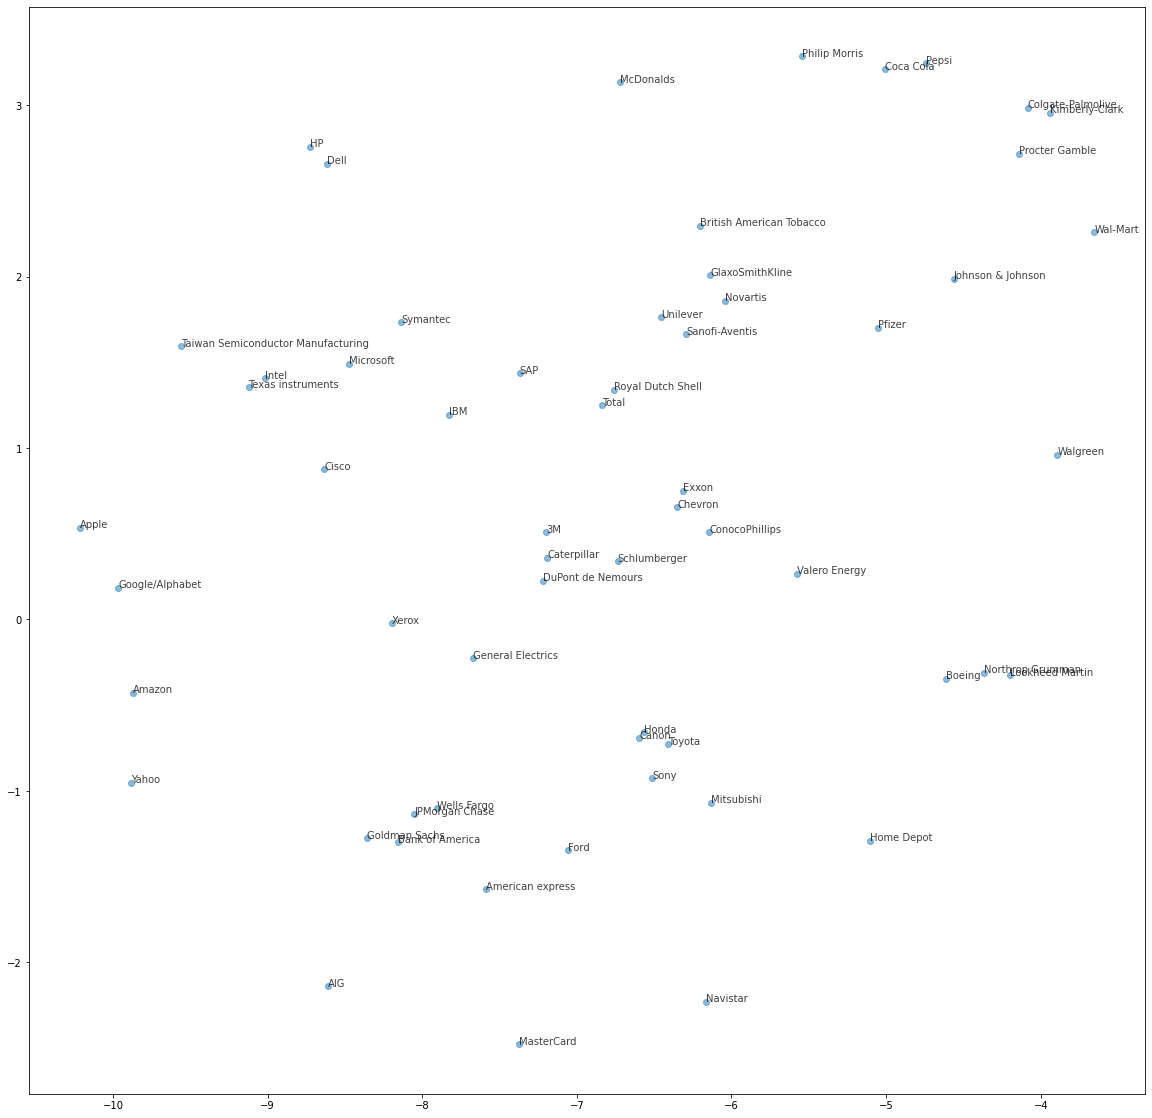 Philip Morris
Pepsi
Coca Cola
McDonalds
3
Colgate-Palmolive
Kimberly-Clark
HP
Procter Gamble
Dell
British American Tobacco
Wal-Mart
GlaxoSmithKline
2
Johnson & Johnson
Novartis
Unilever
Symantec
Pfizer
Sanofi-Aventis
Taiwan Semiconductor Manufacturing
Microsoft
Intel
SAP
Texas instruments
Royal Dutch Shell
Total
IBM
1
Walgreen
Cisco
Exxon
Chevron
Apple
3M
ConocoPhillips
Caterpillar
Schlumberger
Valero Energy
DuPont de Nemours
Google/Alphabet
0
Xerox
General Electrics
Northrop Grumman
Lockheed Martin
Boeing
Amazon
Honda
Canon
Toyota
Sony
Yahoo
−1
Mitsubishi
Wells Fargo
JPMorgan Chase
Goldman Sachs
Bank of America
Home Depot
Ford
American express
−2
AIG
Navistar
MasterCard
−10 −9 −8 −7 −6 −5 −4